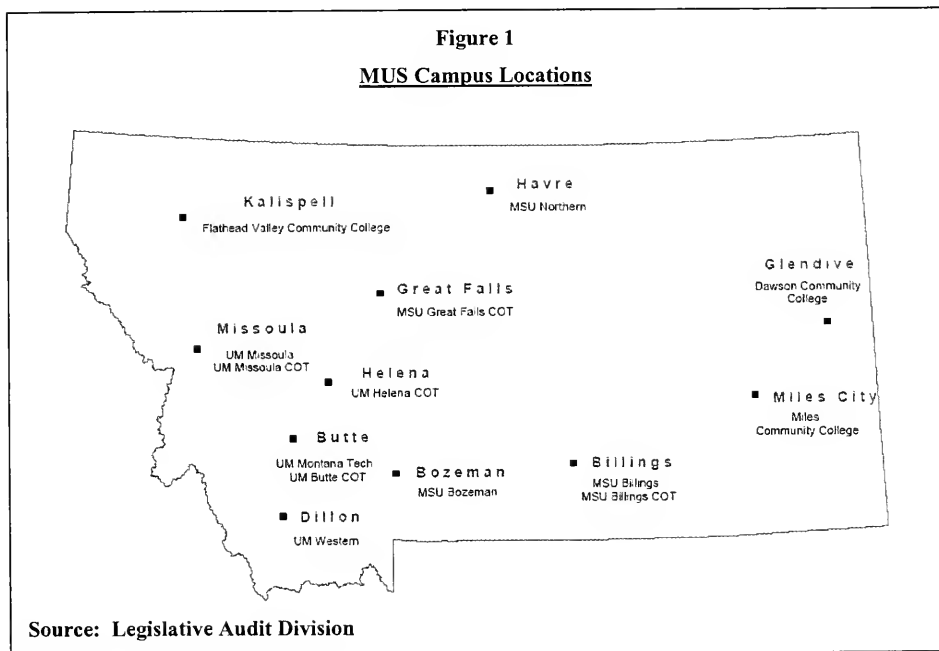 Figure 1
MUS Campus Locations
Kalispell
Flathead Valley Community College
Havre
MSU Northern
Great Falls
MSU Great Falls COT
Glendive
Dawson Community
College
Missoula
UM Missoula
UM Missoula COT
Helena
UM Helena COT
Miles City
Miles
Community College
Butte
UM Montana Tech
UM Butte COT
Bozeman
MSU Bozeman
Billings
MSU Billings
MSU Billings COT
Dillon
UM Western
Source: Legislative Audit Division